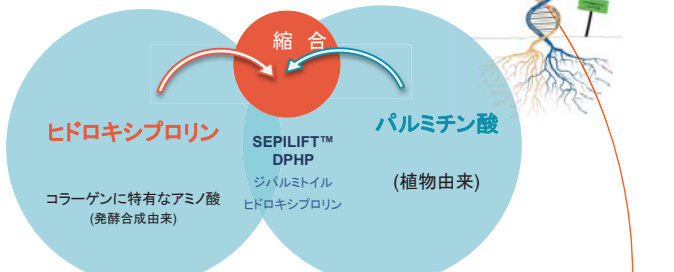 縮 合
ヒドロキシプロリン
パルミチン酸
SEPILIFT™
DPHP
ジパルミトイル
ヒドロキシプロリン
コラーゲンに特有なアミノ酸
(発酵合成由来)
(植物由来)